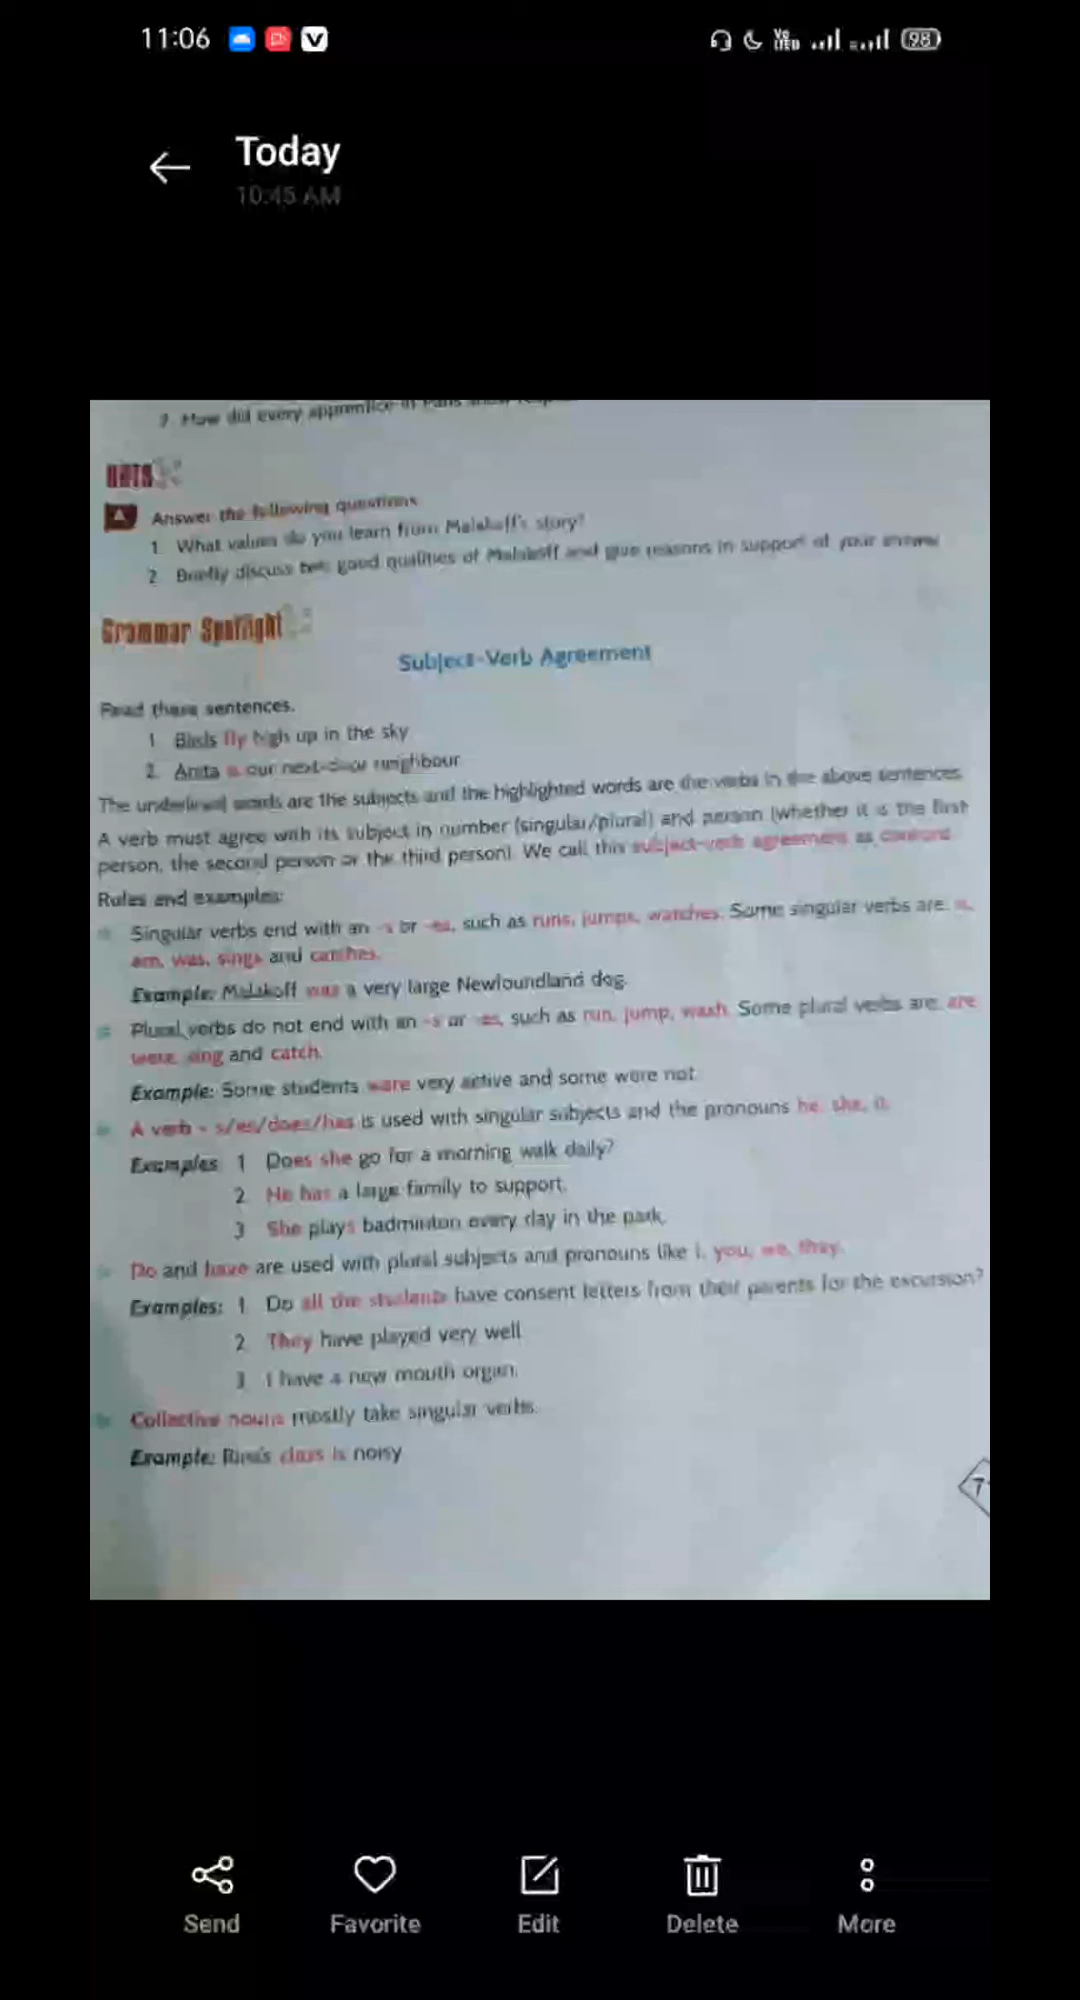 11:06
98
Today
10:45 AM
2 How did every apprentice in
HOTS
A Answer the following questions
1 What values do you learn from Malakoff's story?
2 Briefly discuss two good qualities of Malakoff and give reasons in support of your answer
Grammar Spotlight
Subject-Verb Agreement
Read these sentences.
1 Birds fly high up in the sky
2 Anita is our next-door neighbour
The underlined words are the subjects and the highlighted words are the verbs in the above sentences
A verb must agree with its subject in number (singular/plural) and person (whether it is the first
person, the second person or the third person). We call this subject-verb agreement or concord
Rules and examples:
Singular verbs end with an -s or -es, such as runs, jumps, watches. Some singular verbs are is,
am, was, sings and catches.
Example: Malakoff was a very large Newfoundland dog.
Plural verbs do not end with an -s or -es, such as run, jump, wash. Some plural verbs are are
were, sing and catch.
Example: Some students were very active and some were not
A verb + s/es/does/has is used with singular subjects and the pronouns he, she, it.
Examples 1 Does she go for a morning walk daily?
2 He has a large family to support.
3 She plays badminton every day in the park.
Do and have are used with plural subjects and pronouns like I, you, we, they.
Examples: 1 Do all the students have consent letters from their parents for the excursion?
2 They have played very well
3 I have a new mouth organ.
Collective nouns mostly take singular verbs.
Example: class is noisy
7
Send
Favorite
Edit
Delete
More